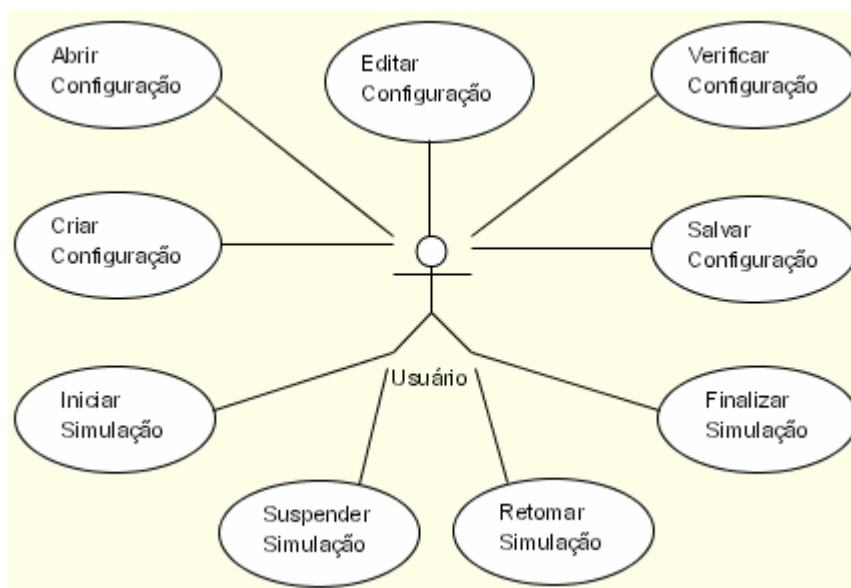 Abrir
Configuração
Editar
Configuração
Verificar
Configuração
Criar
Configuração
Salvar
Configuração
Usuário
Iniciar
Simulação
Finalizar
Simulação
Suspender
Simulação
Retomar
Simulação